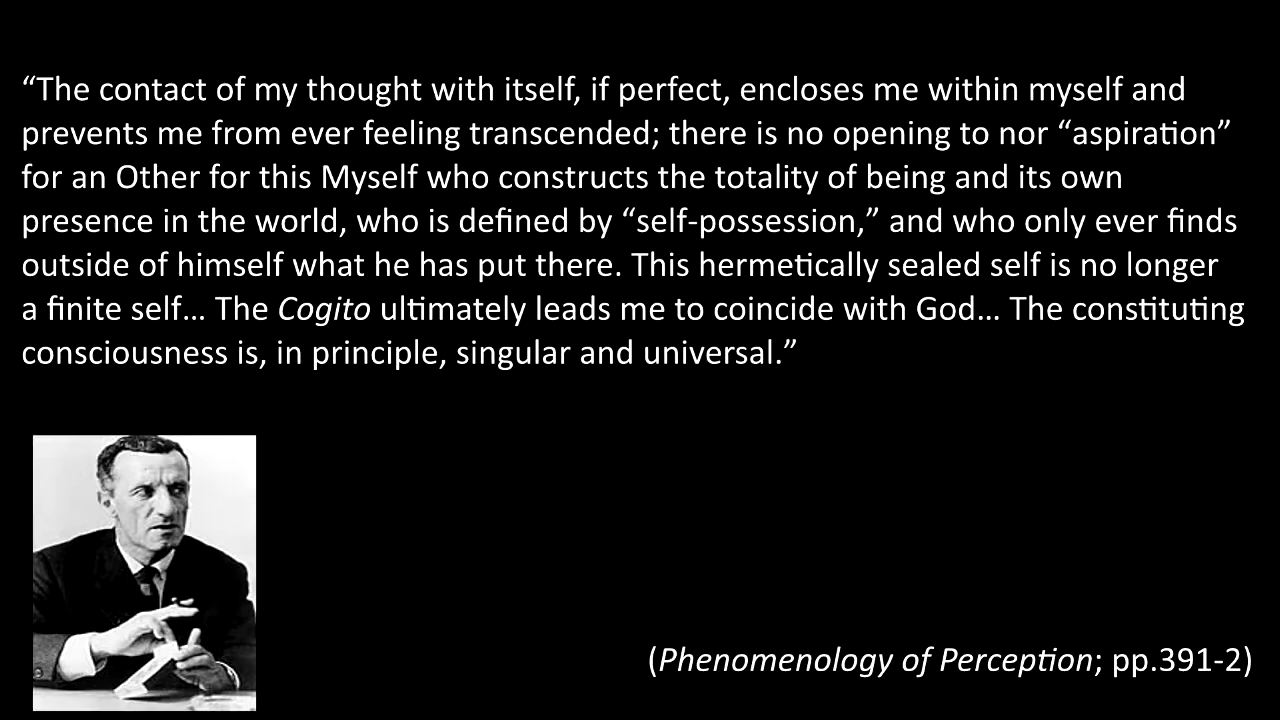 “The contact of my thought with itself, if perfect, encloses me within myself and
prevents me from ever feeling transcended; there is no opening to nor “aspiration”
for an Other for this Myself who constructs the totality of being and its own
presence in the world, who is defined by “self-possession,” and who only ever finds
outside of himself what he has put there. This hermetically sealed self is no longer
a finite self… The Cogito ultimately leads me to coincide with God… The constituting
consciousness is, in principle, singular and universal.”
(Phenomenology of Perception; pp.391-2)